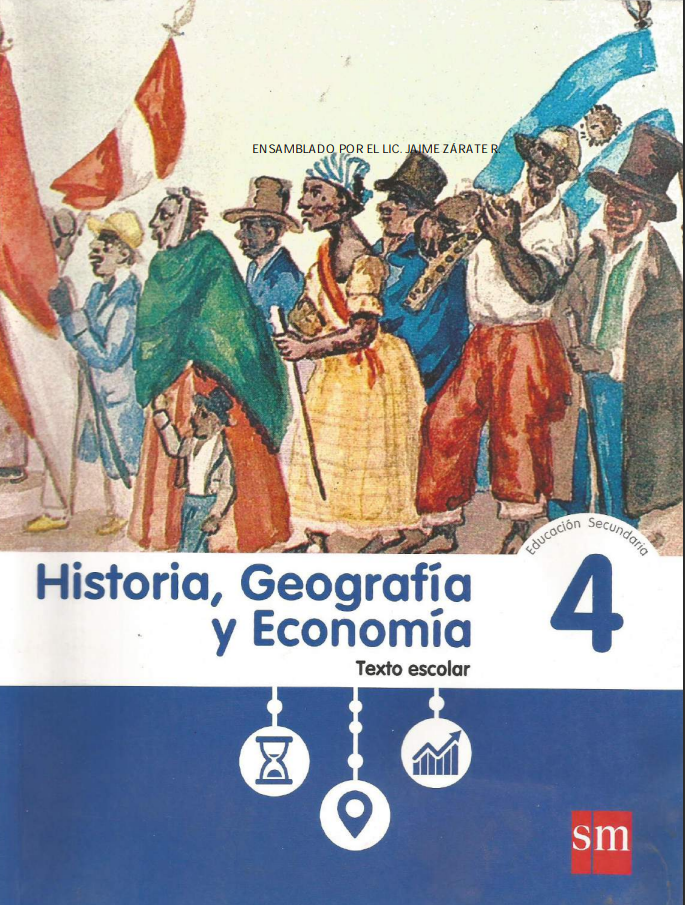 ENSAMBLADO POR EL LIC. JAIME ZÁRATE R.
Educación Secundaria
4
Historia, Geografía
y Economía
Texto escolar
sm